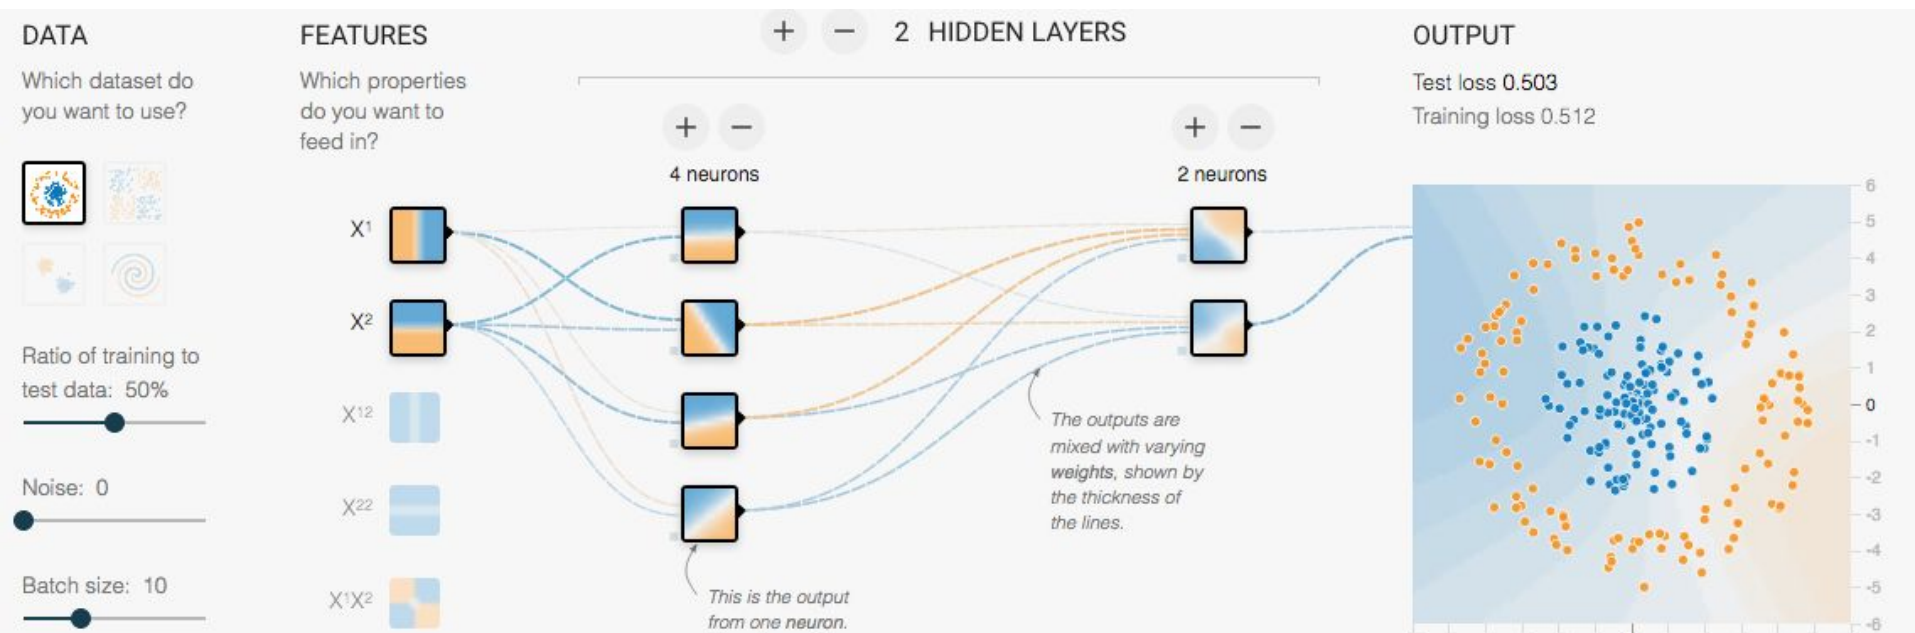 DATA
Which dataset do
you want to use?
Ratio of training to
test data: 50%
Noise: 0
Batch size: 10
FEATURES
Which properties
do you want to
feed in?
X1
X2
X12
X22
X1X2
+ − 2 HIDDEN LAYERS
+ −
4 neurons
+ −
2 neurons
This is the output
from one neuron.
The outputs are
mixed with varying
weights, shown by
the thickness of
the lines.
OUTPUT
Test loss 0.503
Training loss 0.512
6
5
4
3
2
1
0
-1
-2
-3
-4
-5
-6